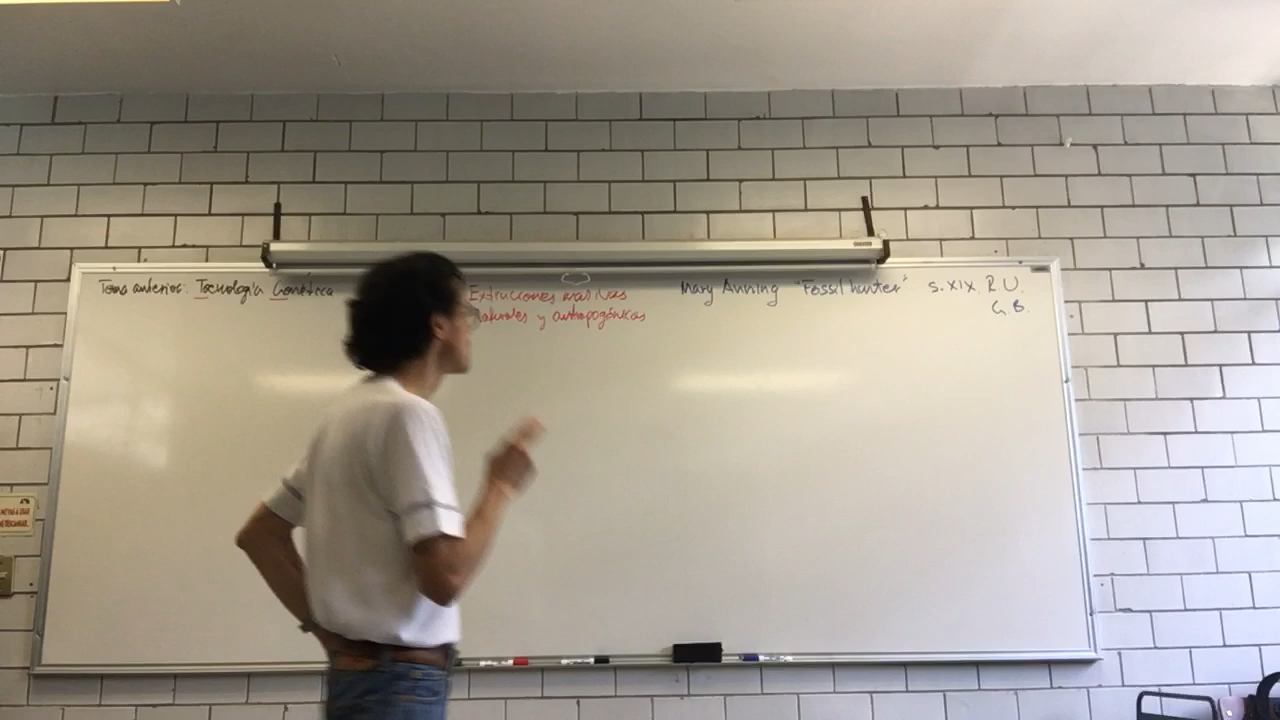 Tema anterior: Tecnología Genética
Extinciones masivas
naturales y antropogénicas
Mary Anning "Fossil hunter" s. XIX R.U.
G.B.